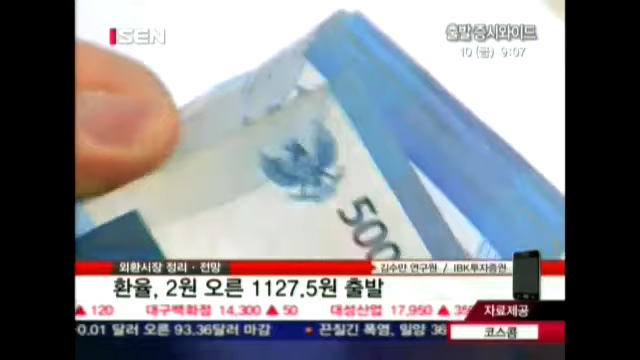 iSEN
출발 증시와이드
10 (금) 9:07
500
외환시장 정리·전망
김수만 연구원 / IBK투자증권
환율, 2원 오른 1127.5원 출발
▲120 대구백화점 14,300 ▲50 대성산업 17,950 ▲
자료제공
0.01 달러 오른 93.36달러 마감 끈질긴 폭염, 밀양 36
코스콤